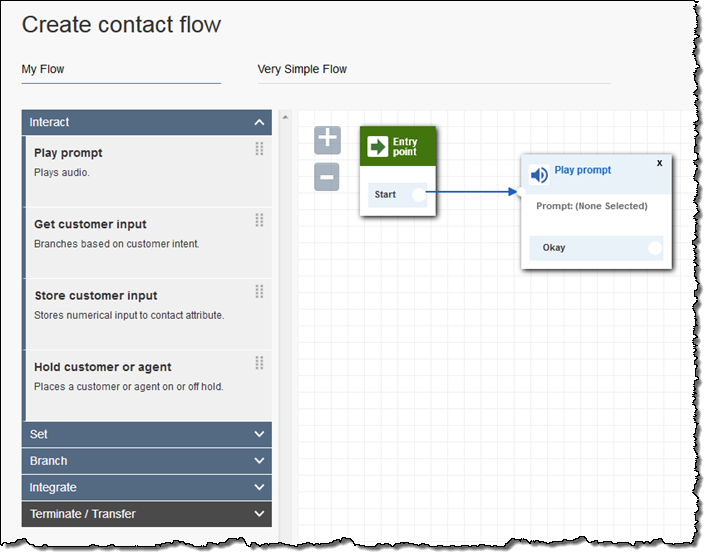 Create contact flow
My Flow
Very Simple Flow
Interact
Play prompt
Plays audio.
Get customer input
Branches based on customer intent.
Store customer input
Stores numerical input to contact attribute.
Hold customer or agent
Places a customer or agent on or off hold.
Set
Branch
Integrate
Terminate / Transfer
Entry
point
Start
Play prompt
x
Prompt: (None Selected)
Okay